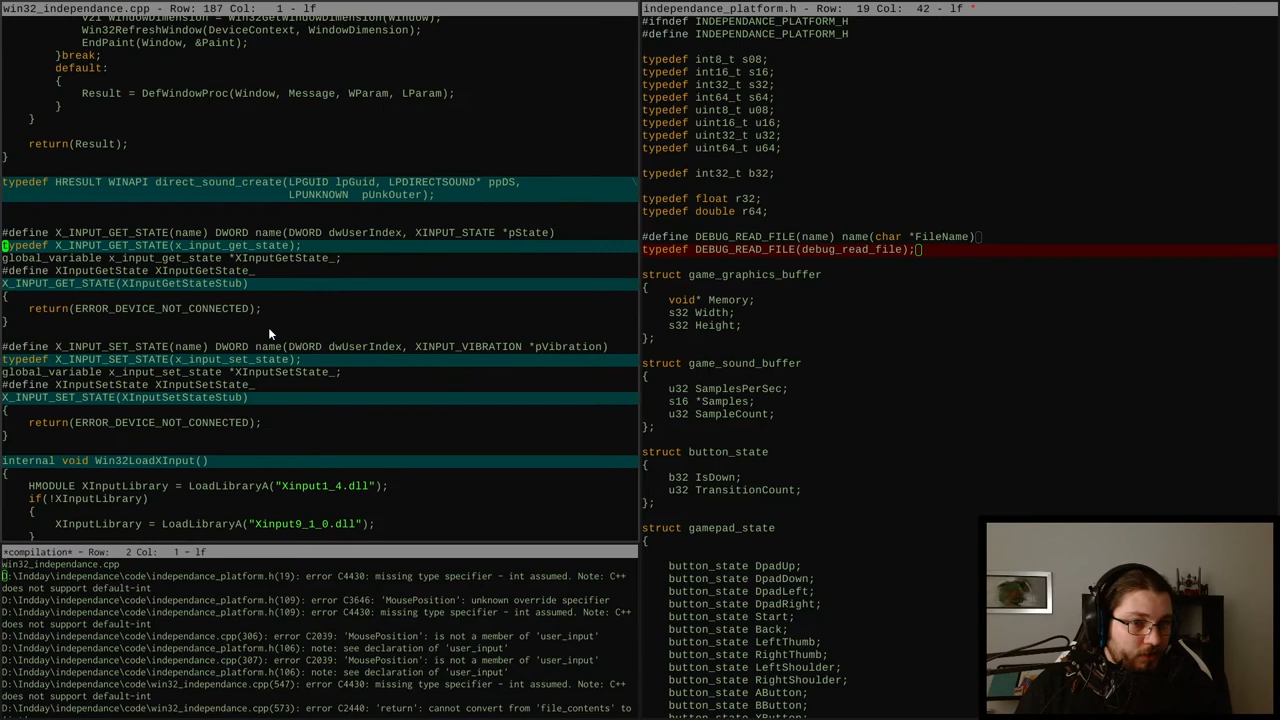 win32_independance.cpp - Row: 187 Col:   1 - lf
        v2i WindowDimension = Win32GetWindowDimension(Window);
            Win32RefreshWindow(DeviceContext, WindowDimension);
            EndPaint(Window, &Paint);
        }break;
        default:
        {
            Result = DefWindowProc(Window, Message, WParam, LParam);
        }
    }

    return(Result);
}

typedef HRESULT WINAPI direct_sound_create(LPGUID lpGuid, LPDIRECTSOUND* ppDS,                 \
                                           LPUNKNOWN  pUnkOuter);

#define X_INPUT_GET_STATE(name) DWORD name(DWORD dwUserIndex, XINPUT_STATE *pState)
typedef X_INPUT_GET_STATE(x_input_get_state);
global_variable x_input_get_state *XInputGetState_;
#define XInputGetState XInputGetState_
X_INPUT_GET_STATE(XInputGetStateStub)
{
    return(ERROR_DEVICE_NOT_CONNECTED);
}

#define X_INPUT_SET_STATE(name) DWORD name(DWORD dwUserIndex, XINPUT_VIBRATION *pVibration)
typedef X_INPUT_SET_STATE(x_input_set_state);
global_variable x_input_set_state *XInputSetState_;
#define XInputSetState XInputSetState_
X_INPUT_SET_STATE(XInputSetStateStub)
{
    return(ERROR_DEVICE_NOT_CONNECTED);
}

internal void Win32LoadXInput()
{
    HMODULE XInputLibrary = LoadLibraryA("Xinput1_4.dll");
    if(!XInputLibrary)
    {
        XInputLibrary = LoadLibraryA("Xinput9_1_0.dll");
    }
*compilation* - Row:   2 Col:   1 - lf
win32_independance.cpp
D:\Indday\independance\code\independance_platform.h(19): error C4430: missing type specifier - int assumed. Note: C++
does not support default-int
D:\Indday\independance\code\independance_platform.h(109): error C3646: 'MousePosition': unknown override specifier
D:\Indday\independance\code\independance_platform.h(109): error C4430: missing type specifier - int assumed. Note: C++
does not support default-int
D:\Indday\independance\code\independance.cpp(306): error C2039: 'MousePosition': is not a member of 'user_input'
D:\Indday\independance\code\independance_platform.h(106): note: see declaration of 'user_input'
D:\Indday\independance\code\independance.cpp(307): error C2039: 'MousePosition': is not a member of 'user_input'
D:\Indday\independance\code\independance_platform.h(106): note: see declaration of 'user_input'
D:\Indday\independance\code\win32_independance.cpp(547): error C4430: missing type specifier - int assumed. Note: C++
does not support default-int
D:\Indday\independance\code\win32_independance.cpp(573): error C2440: 'return': cannot convert from 'file_contents' to
independance_platform.h - Row:  19 Col:  42 - lf *
#ifndef INDEPENDANCE_PLATFORM_H
#define INDEPENDANCE_PLATFORM_H

typedef int8_t s08;
typedef int16_t s16;
typedef int32_t s32;
typedef int64_t s64;
typedef uint8_t u08;
typedef uint16_t u16;
typedef uint32_t u32;
typedef uint64_t u64;

typedef int32_t b32;

typedef float r32;
typedef double r64;

#define DEBUG_READ_FILE(name) name(char *FileName)
typedef DEBUG_READ_FILE(debug_read_file);

struct game_graphics_buffer
{
    void* Memory;
    s32 Width;
    s32 Height;
};

struct game_sound_buffer
{
    u32 SamplesPerSec;
    s16 *Samples;
    u32 SampleCount;
};

struct button_state
{
    b32 IsDown;
    u32 TransitionCount;
};

struct gamepad_state
{

    button_state DpadUp;
    button_state DpadDown;
    button_state DpadLeft;
    button_state DpadRight;
    button_state Start;
    button_state Back;
    button_state LeftThumb;
    button_state RightThumb;
    button_state LeftShoulder;
    button_state RightShoulder;
    button_state AButton;
    button_state BButton;
    button_state XButton;